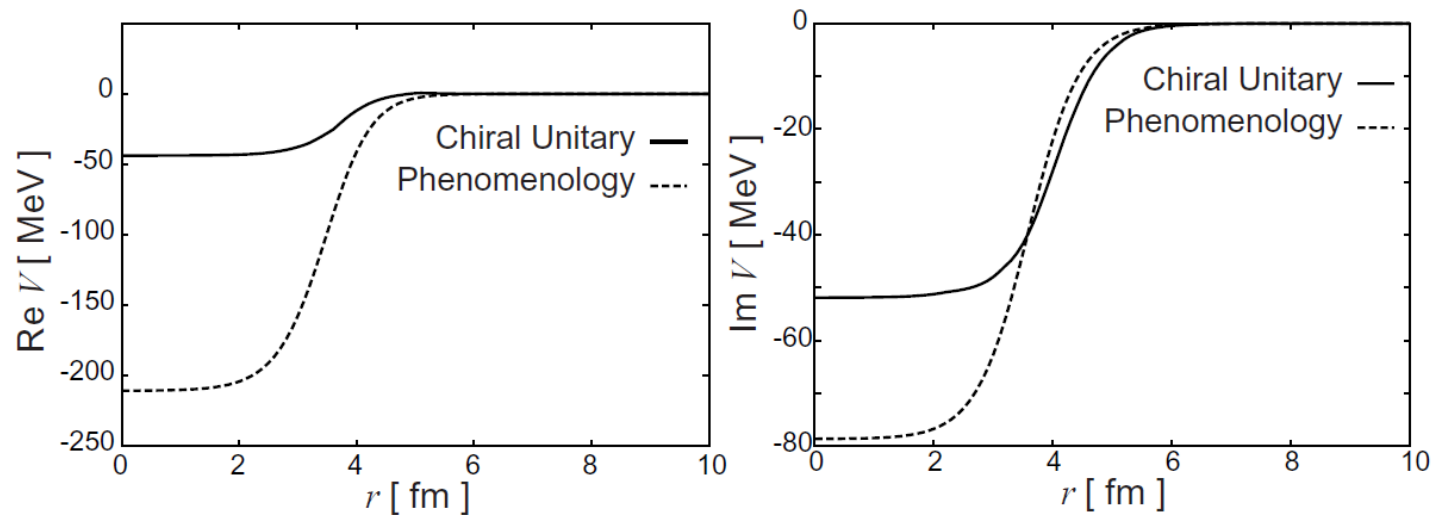 Re V [ MeV ]
0
-50
-100
-150
-200
-250
Chiral Unitary
Phenomenology
0 2 4 6 8 10
r [ fm ]
Im V [ MeV ]
0
-20
-40
-60
-80
Chiral Unitary
Phenomenology
0 2 4 6 8 10
r [ fm ]